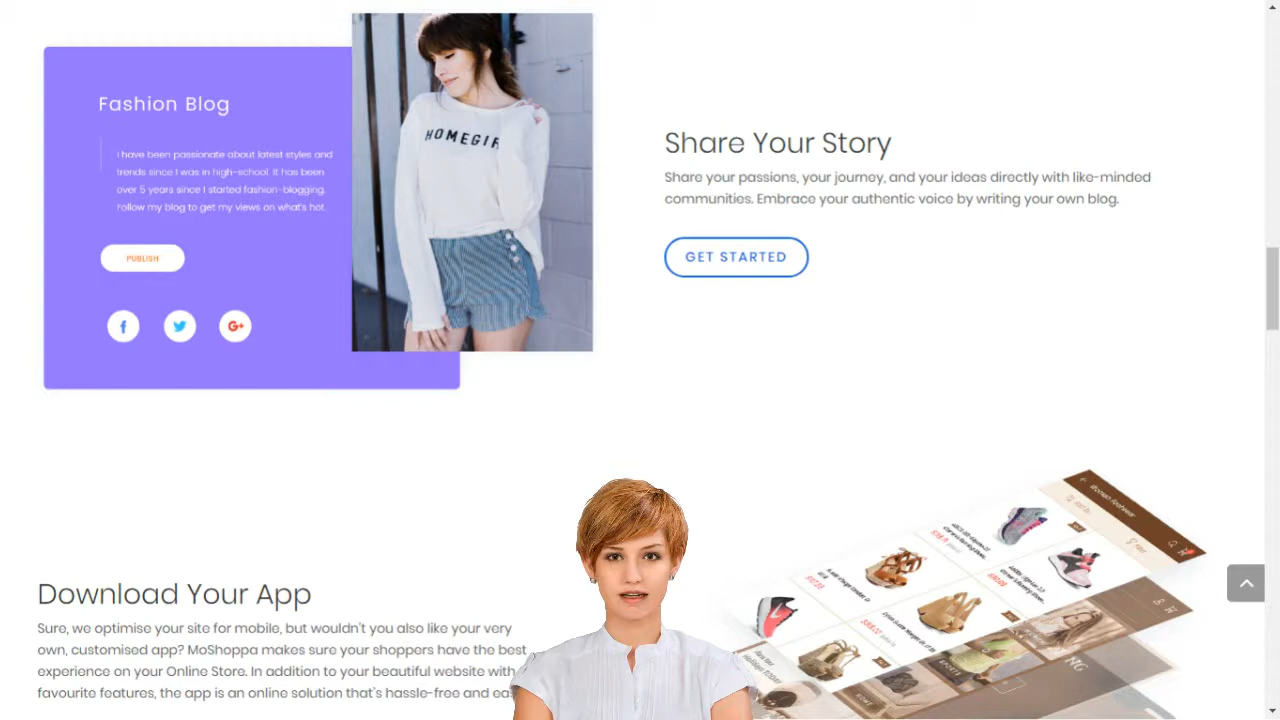 Fashion Blog
I have been passionate about latest styles and
trends since I was in high-school. It has been
over 5 years since I started fashion-blogging.
Follow my blog to get my views on what's hot.
PUBLISH
HOMEGIR
Share Your Story
Share your passions, your journey, and your ideas directly with like-minded
communities. Embrace your authentic voice by writing your own blog.
GET STARTED
Download Your App
Sure, we optimise your site for mobile, but wouldn't you also like your very
own, customised app? MoShoppa makes sure your shoppers have the best
experience on your Online Store. In addition to your beautiful website with
favourite features, the app is an online solution that's hassle-free and
Women Footwear